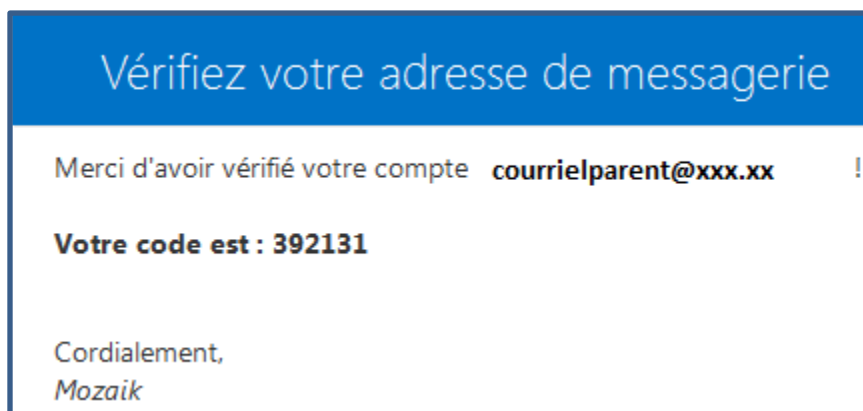 Vérifiez votre adresse de messagerie
Merci d'avoir vérifié votre compte courrielparent@xxx.xx !
Votre code est : 392131
Cordialement,
Mozaik